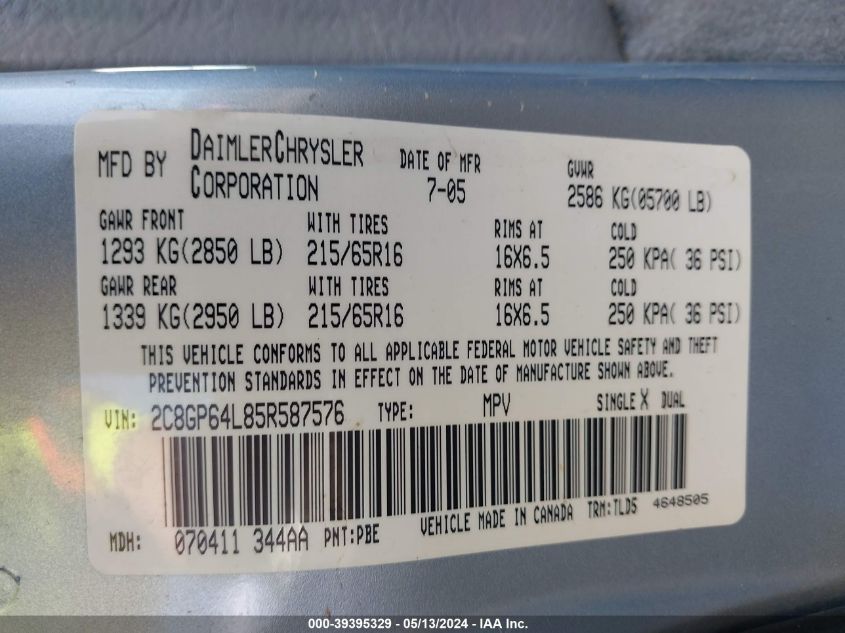 MFD BY DAIMLERCHRYSLER CORPORATION DATE OF MFR 7-05 GVWR 2586 KG(05700 LB)
GAWR FRONT WITH TIRES RIMS AT COLD
1293 KG(2850 LB) 215/65R16 16X6.5 250 KPA( 36 PSI)
GAWR REAR WITH TIRES RIMS AT COLD
1339 KG(2950 LB) 215/65R16 16X6.5 250 KPA( 36 PSI)
THIS VEHICLE CONFORMS TO ALL APPLICABLE FEDERAL MOTOR VEHICLE SAFETY AND THEFT
PREVENTION STANDARDS IN EFFECT ON THE DATE OF MANUFACTURE SHOWN ABOVE.
VIN: 2C8GP64L85R587576 TYPE: MPV SINGLE X DUAL
MDH: 070411 344AA PNT:PBE VEHICLE MADE IN CANADA TRM:TLD5 4648505
000-39395329 / 05/13/2024 - IAA Inc.